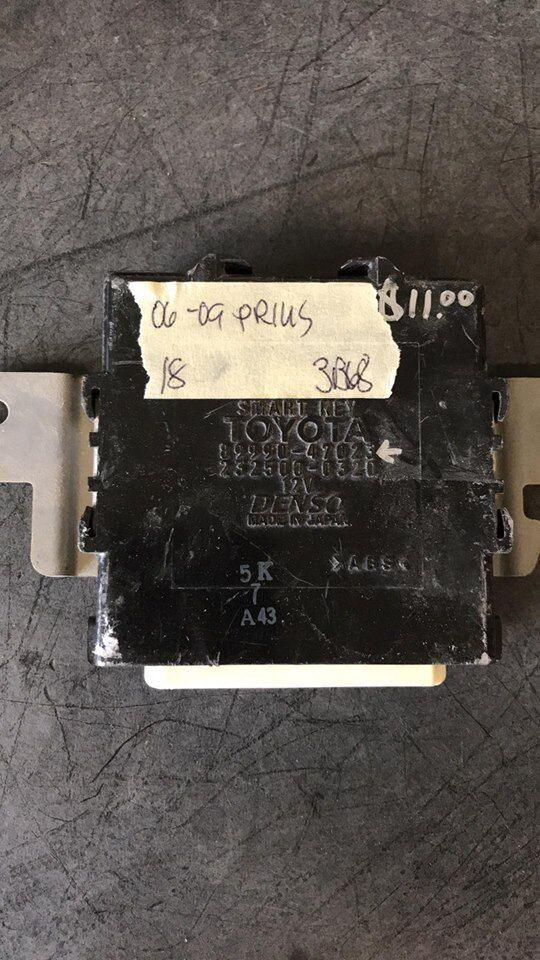 06-09 PRIUS
$11.00
18 3B68
SMART KEY
TOYOTA
89990-47023
232500-0320
12V
DENSO
MADE IN JAPAN
5K
>ABS<
7
A43